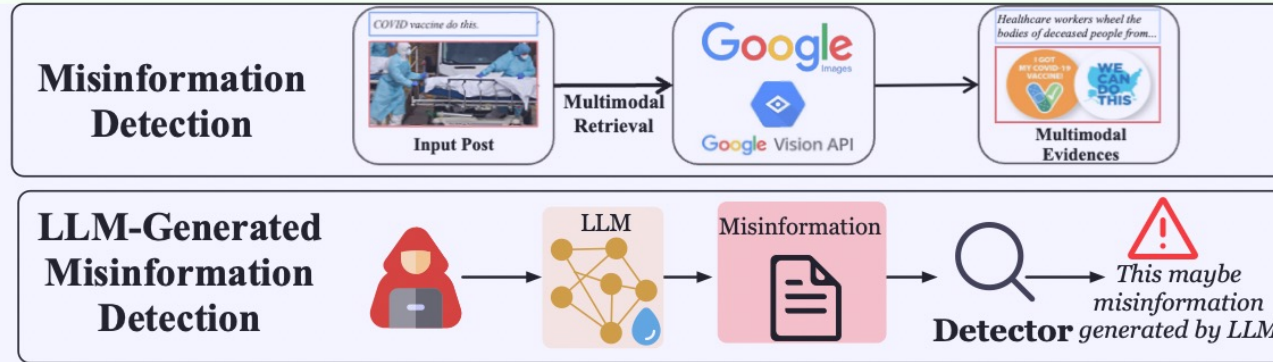 Misinformation
Detection
COVID vaccine do this.
Input Post
Multimodal
Retrieval
Google
Images
Google Vision API
Healthcare workers wheel the
bodies of deceased people from...
I GOT
MY COVID-19
VACCINE!
WE
CAN
DO
THIS
Multimodal
Evidences
LLM-Generated
Misinformation
Detection
LLM
Misinformation
Detector
This maybe
misinformation
generated by LLM